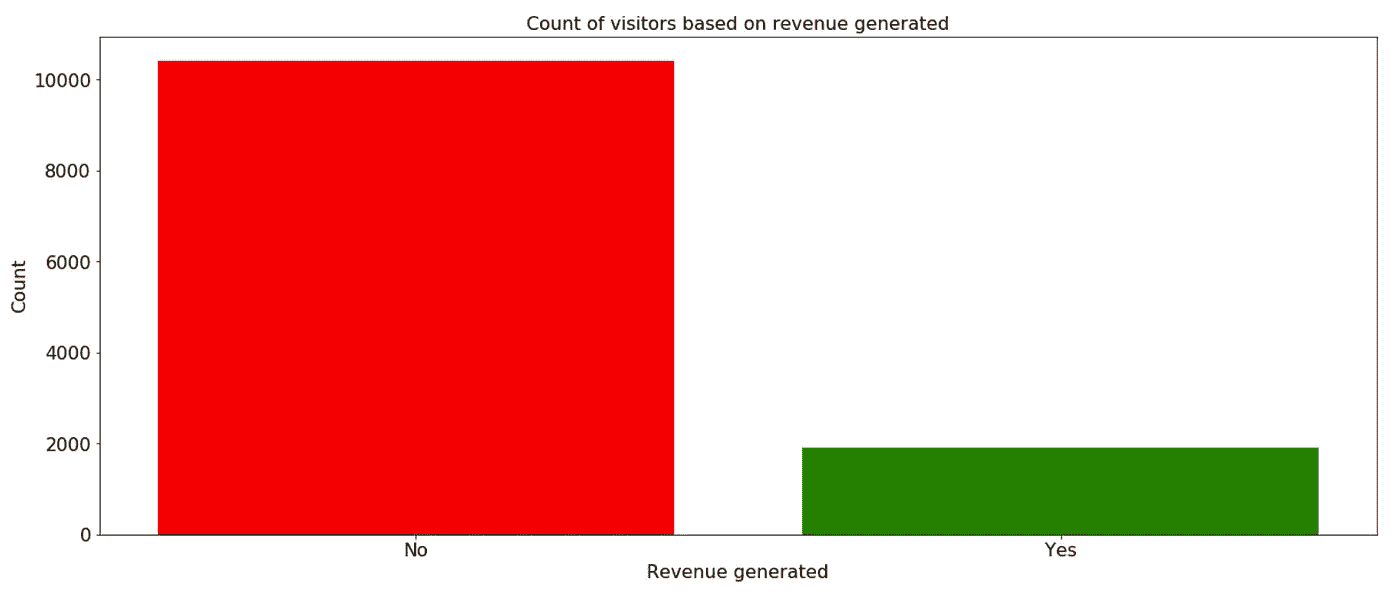 Count of visitors based on revenue generated
10000
8000
6000
4000
2000
0
Count
No
Yes
Revenue generated